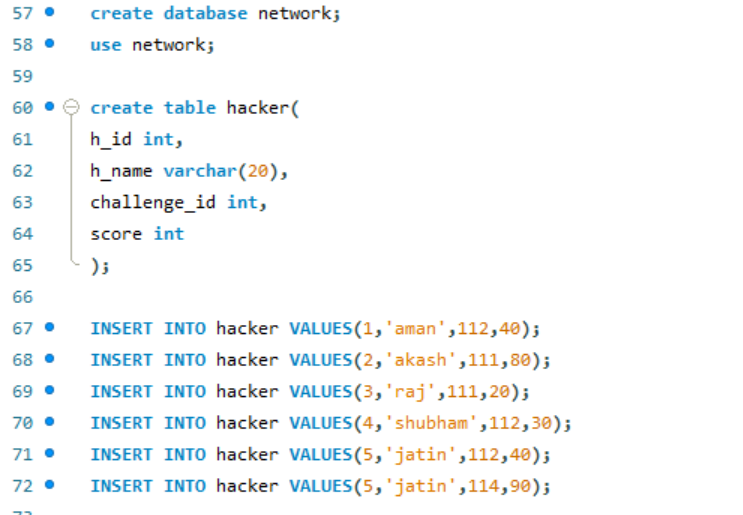 57 create database network;
58 use network;
59
60 create table hacker(
61 h_id int,
62 h_name varchar(20),
63 challenge_id int,
64 score int
65 );
66
67 INSERT INTO hacker VALUES(1,'aman',112,40);
68 INSERT INTO hacker VALUES(2,'akash',111,80);
69 INSERT INTO hacker VALUES(3,'raj',111,20);
70 INSERT INTO hacker VALUES(4,'shubham',112,30);
71 INSERT INTO hacker VALUES(5,'jatin',112,40);
72 INSERT INTO hacker VALUES(5,'jatin',114,90);